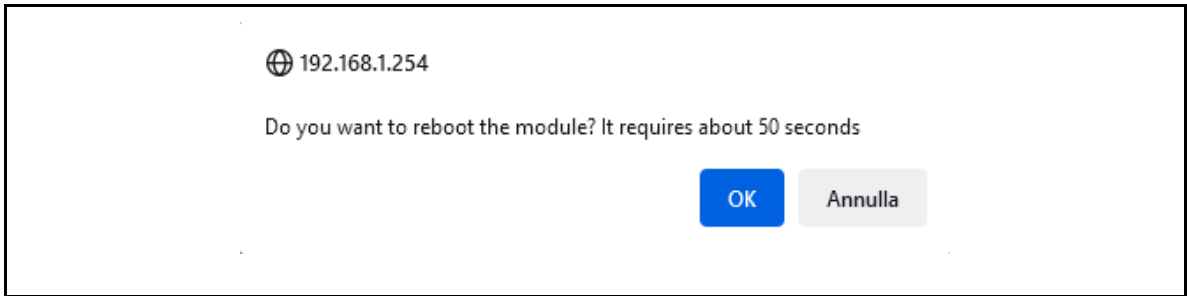 192.168.1.254
Do you want to reboot the module? It requires about 50 seconds
OK
Annulla